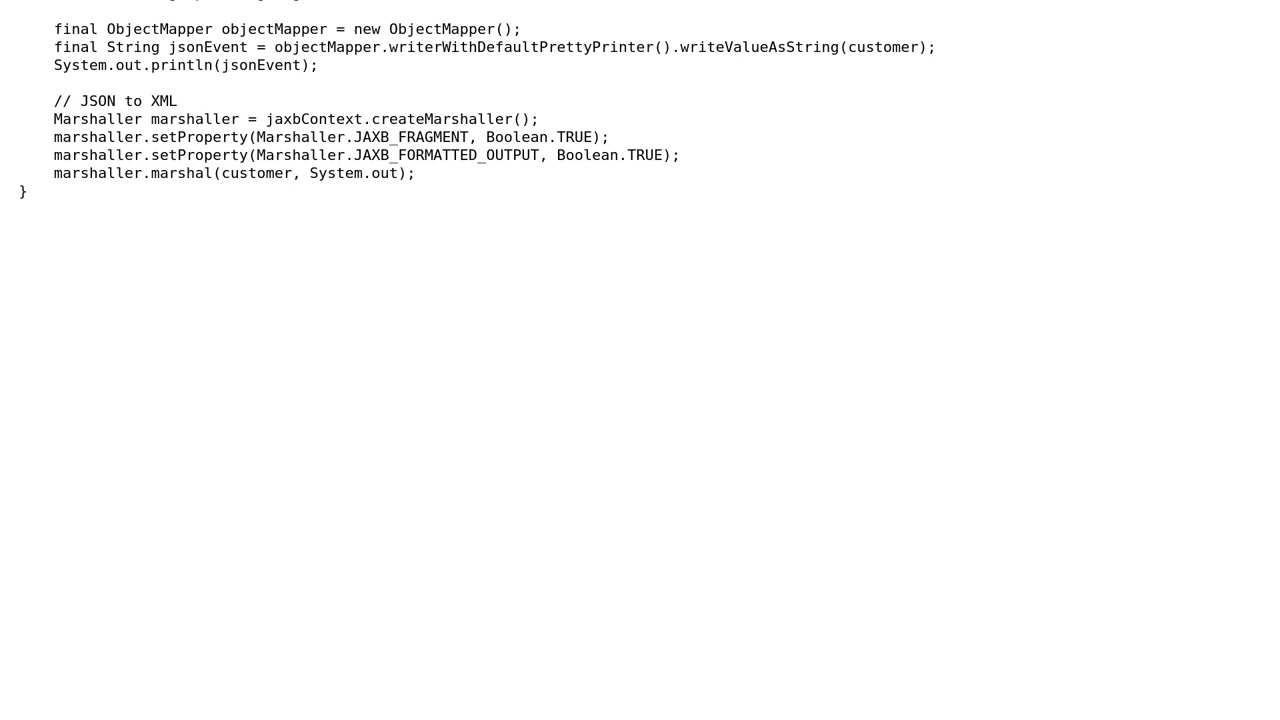 final ObjectMapper objectMapper = new ObjectMapper();
final String jsonEvent = objectMapper.writerWithDefaultPrettyPrinter().writeValueAsString(customer);
System.out.println(jsonEvent);

// JSON to XML
Marshaller marshaller = jaxbContext.createMarshaller();
marshaller.setProperty(Marshaller.JAXB_FRAGMENT, Boolean.TRUE);
marshaller.setProperty(Marshaller.JAXB_FORMATTED_OUTPUT, Boolean.TRUE);
marshaller.marshal(customer, System.out);
}